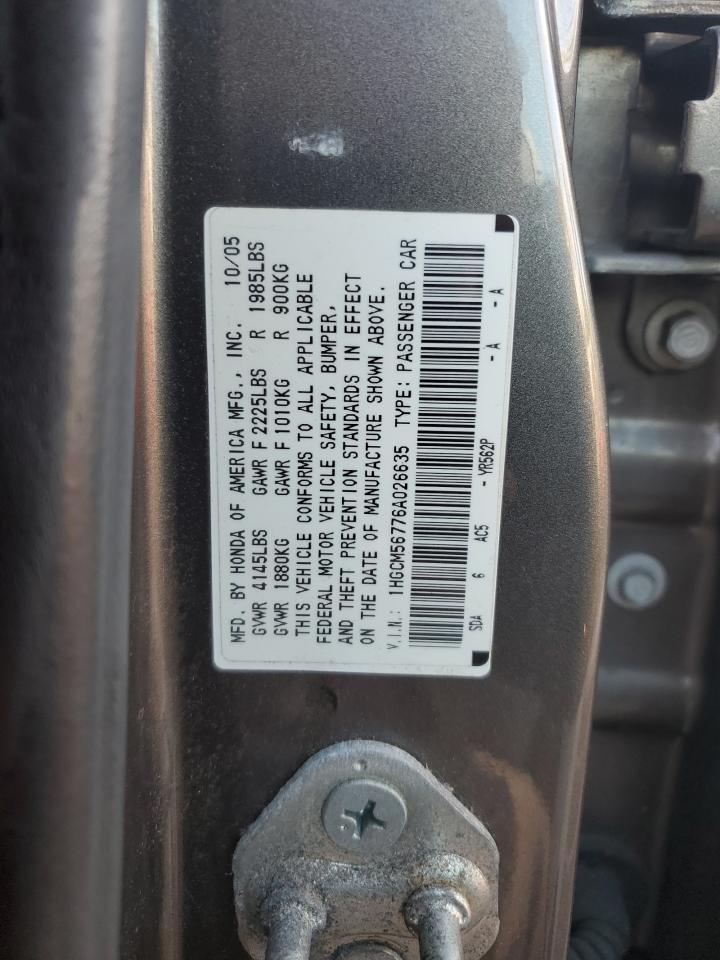 MFD. BY HONDA OF AMERICA MFG., INC. 10/05
GVWR 4145LBS GAWR F 2225LBS R 1985LBS
GVWR 1880KG GAWR F 1010KG R 900KG
THIS VEHICLE CONFORMS TO ALL APPLICABLE
FEDERAL MOTOR VEHICLE SAFETY, BUMPER,
AND THEFT PREVENTION STANDARDS IN EFFECT
ON THE DATE OF MANUFACTURE SHOWN ABOVE.
V.I.N.: 1HGCM56776A026635 TYPE: PASSENGER CAR
SDA 6 AC5 - YR562P - A - A